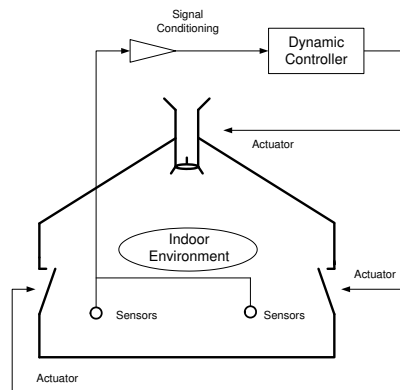 Signal
Conditioning
Dynamic
Controller
Actuator
Indoor
Environment
Actuator
Sensors
Sensors
Actuator